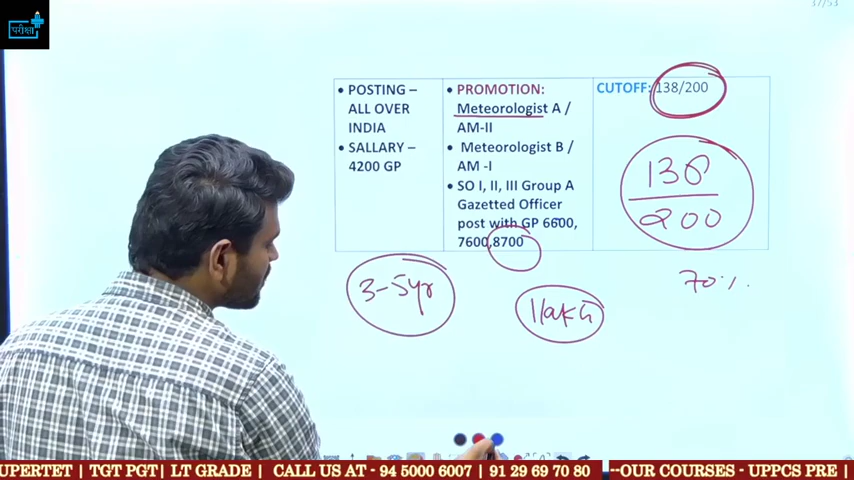 37/53
परीक्षा
POSTING –
ALL OVER
INDIA
SALLARY –
4200 GP
PROMOTION:
Meteorologist A /
AM-II
Meteorologist B /
AM -I
SO I, II, III Group A
Gazetted Officer
post with GP 6600,
7600,8700
CUTOFF: 138/200
138
200
3-5yr
1lakh
70%.
UPERTET | TGT PGT| LT GRADE | CALL US AT - 94 5000 6007 | 91 29 69 70 80 --OUR COURSES - UPPCS PRE |